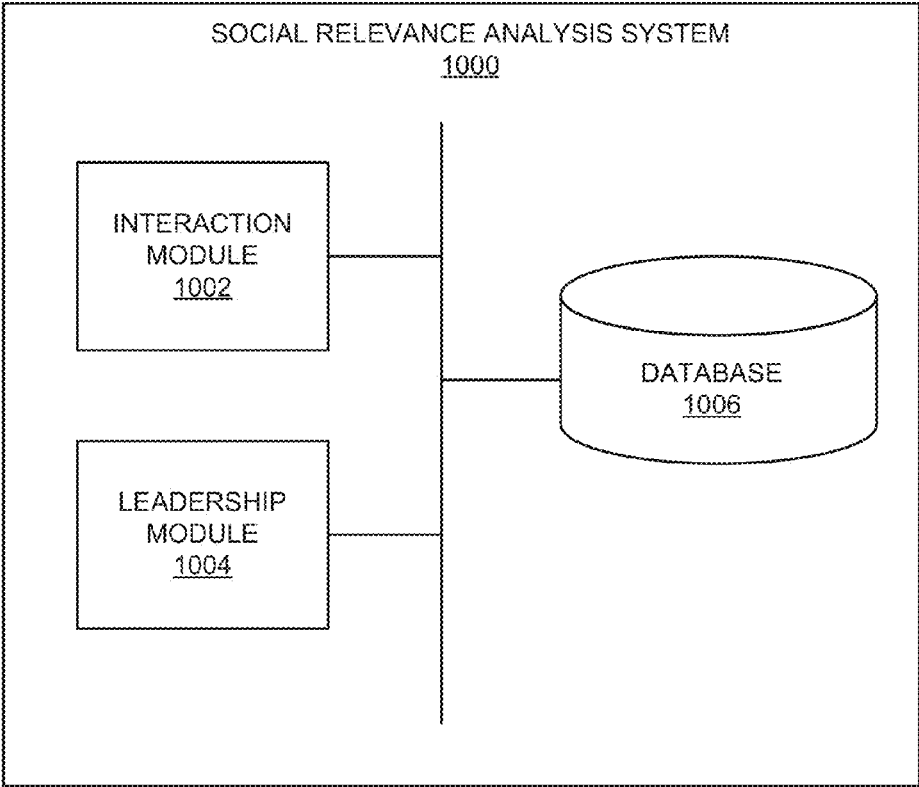 SOCIAL RELEVANCE ANALYSIS SYSTEM
1000
INTERACTION
MODULE
1002
DATABASE
1006
LEADERSHIP
MODULE
1004